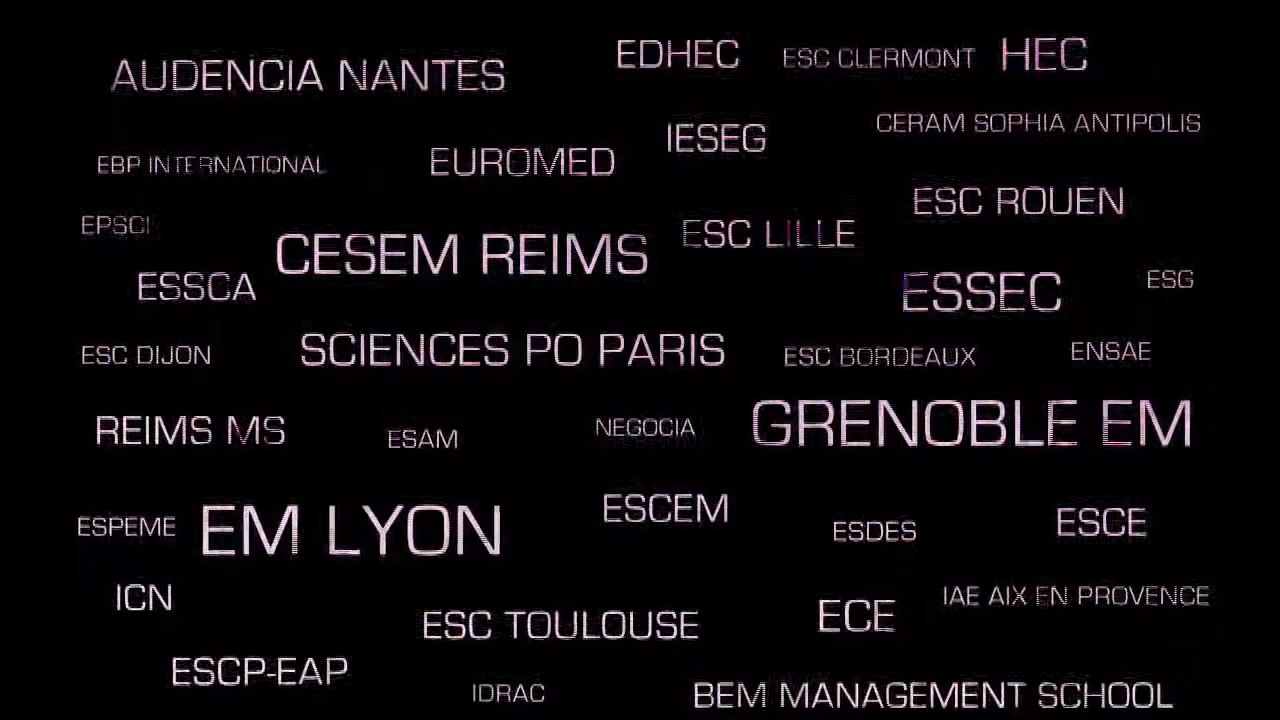 EDHEC
ESC CLERMONT
HEC
AUDENCIA NANTES
IESEG
CERAM SOPHIA ANTIPOLIS
EBP INTERNATIONAL
EUROMED
ESC ROUEN
EPSCI
CESEM REIMS
ESC LILLE
ESSCA
ESSEC
ESG
ESC DIJON
SCIENCES PO PARIS
ESC BORDEAUX
ENSAE
REIMS MS
ESAM
NEGOCIA
GRENOBLE EM
ESPEME
EM LYON
ESCEM
ESDES
ESCE
ICN
ESC TOULOUSE
ECE
IAE AIX EN PROVENCE
ESCP-EAP
IDRAC
BEM MANAGEMENT SCHOOL